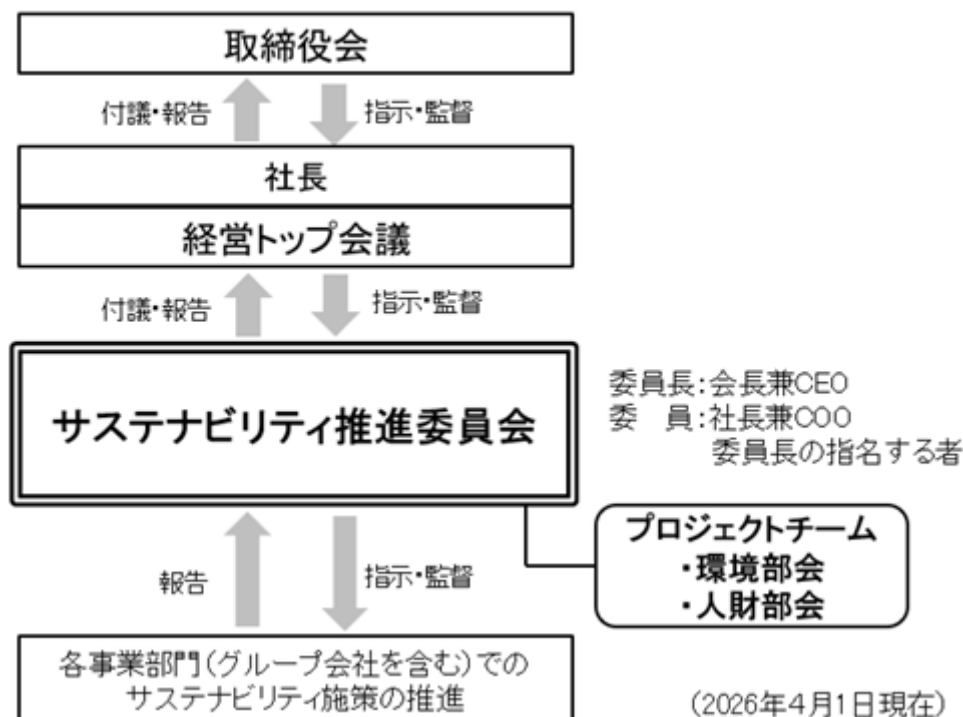 取締役会
付議・報告
指示・監督
社長
経営トップ会議
付議・報告
指示・監督
サステナビリティ推進委員会
委員長:会長兼CEO
委　員:社長兼COO
委員長の指名する者
プロジェクトチーム
・環境部会
・人財部会
報告
指示・監督
各事業部門(グループ会社を含む)での
サステナビリティ施策の推進
(2026年4月1日現在)